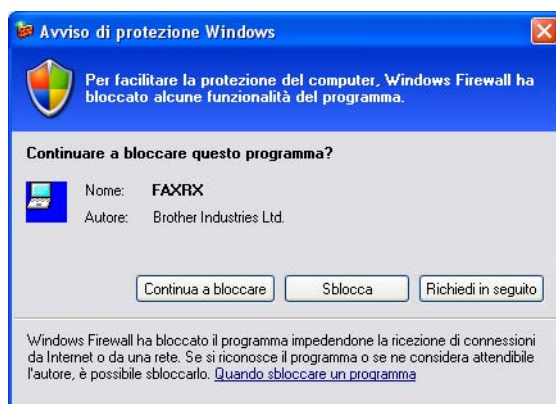 Avviso di protezione Windows
Per facilitare la protezione del computer, Windows Firewall ha
bloccato alcune funzionalità del programma.
Continuare a bloccare questo programma?
Nome: FAXRX
Autore: Brother Industries Ltd.
Continua a bloccare Sblocca Richiedi in seguito
Windows Firewall ha bloccato il programma impedendone la ricezione di connessioni
da Internet o da una rete. Se si riconosce il programma o se ne considera attendibile
l'autore, è possibile sbloccarlo. Quando sbloccare un programma